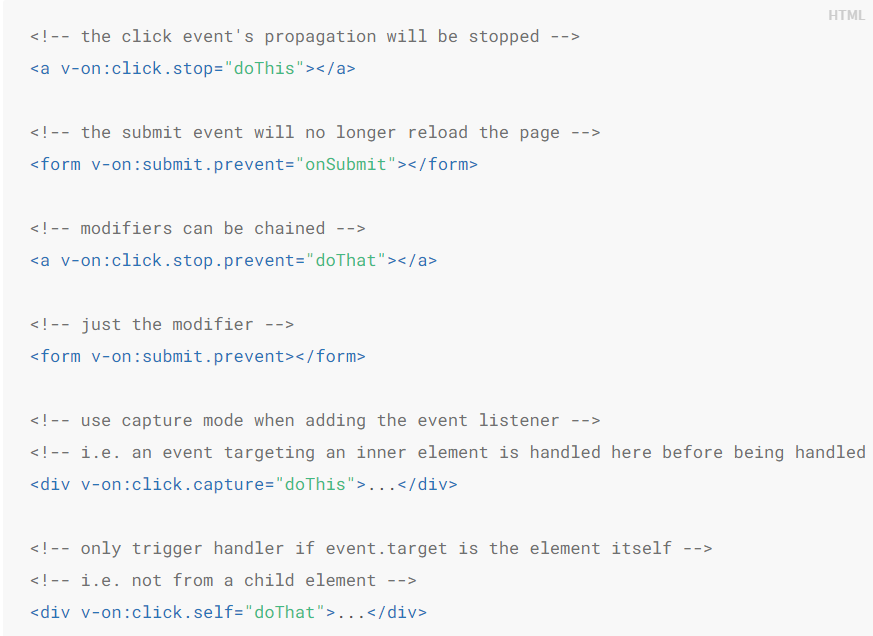 HTML
<!-- the click event's propagation will be stopped -->
<a v-on:click.stop="doThis"></a>
<!-- the submit event will no longer reload the page -->
<form v-on:submit.prevent="onSubmit"></form>
<!-- modifiers can be chained -->
<a v-on:click.stop.prevent="doThat"></a>
<!-- just the modifier -->
<form v-on:submit.prevent></form>
<!-- use capture mode when adding the event listener -->
<!-- i.e. an event targeting an inner element is handled here before being handled
<div v-on:click.capture="doThis">...</div>
<!-- only trigger handler if event.target is the element itself -->
<!-- i.e. not from a child element -->
<div v-on:click.self="doThat">...</div>